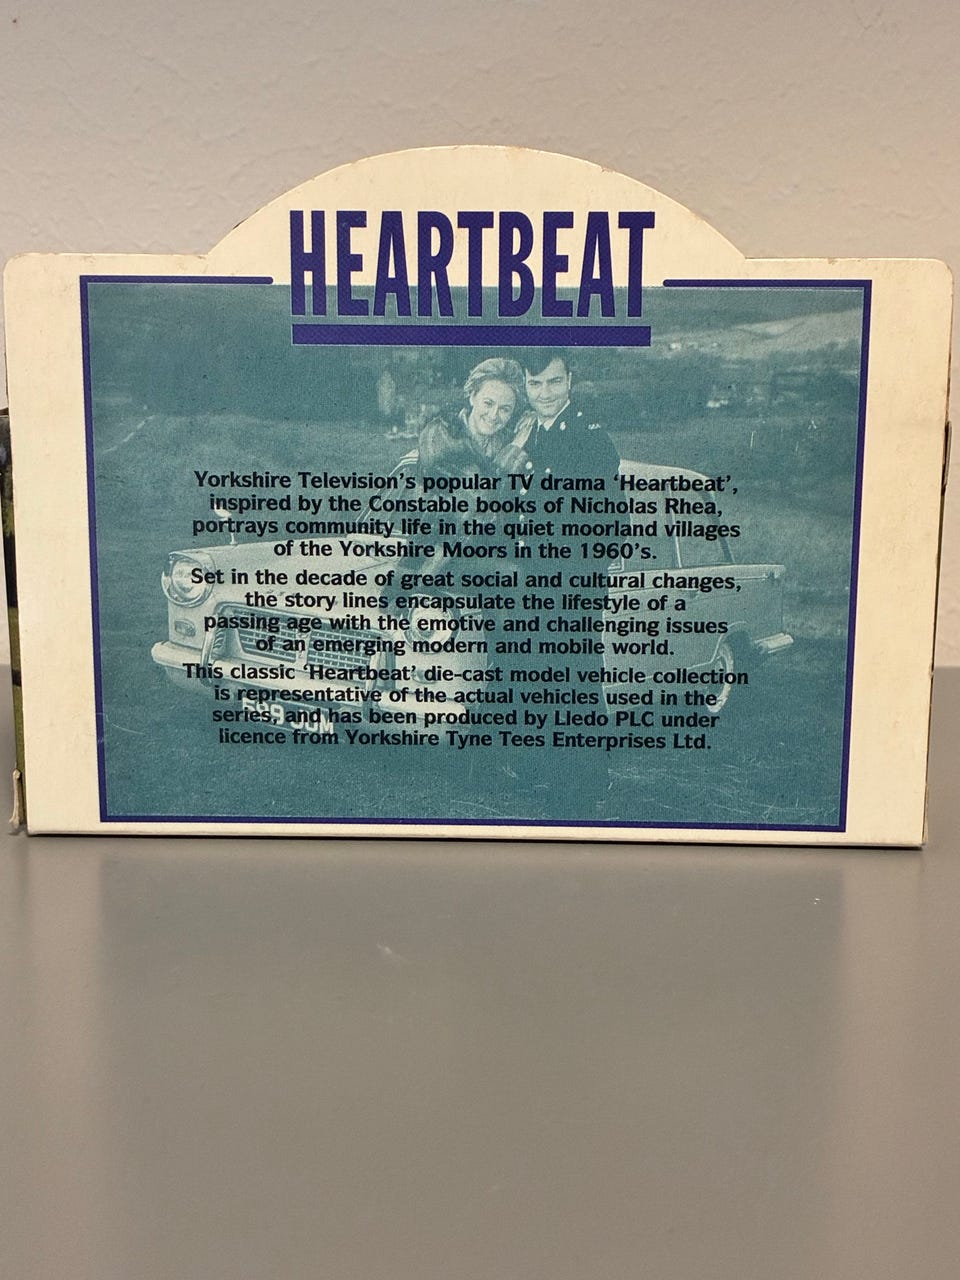 HEARTBEAT
Yorkshire Television's popular TV drama 'Heartbeat',
inspired by the Constable books of Nicholas Rhea,
portrays community life in the quiet moorland villages
of the Yorkshire Moors in the 1960's.
Set in the decade of great social and cultural changes,
the story lines encapsulate the lifestyle of a
passing age with the emotive and challenging issues
of an emerging modern and mobile world.
This classic 'Heartbeat' die-cast model vehicle collection
is representative of the actual vehicles used in the
series, and has been produced by Lledo PLC under
licence from Yorkshire Tyne Tees Enterprises Ltd.